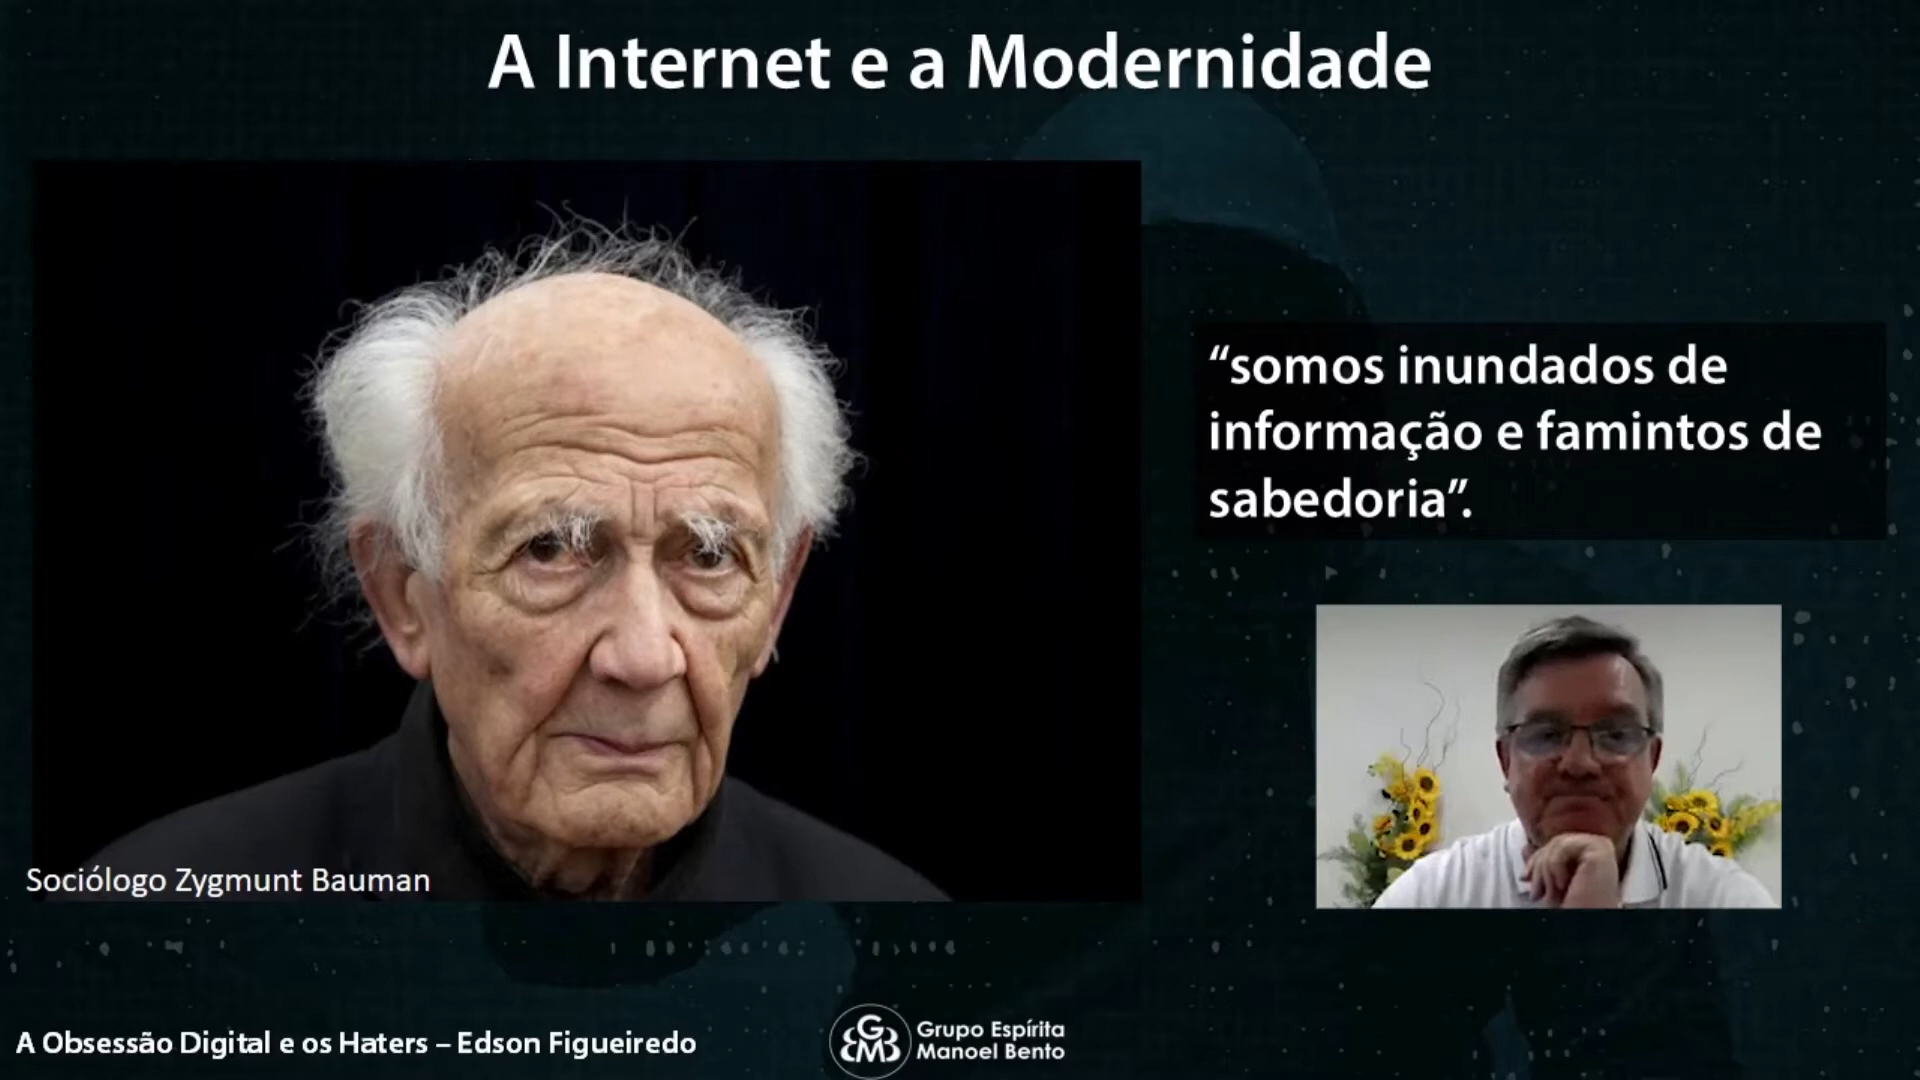 A Internet e a Modernidade
“somos inundados de
informação e famintos de
sabedoria”.
Sociólogo Zygmunt Bauman
A Obsessão Digital e os Haters – Edson Figueiredo
GMB
Grupo Espírita
Manoel Bento